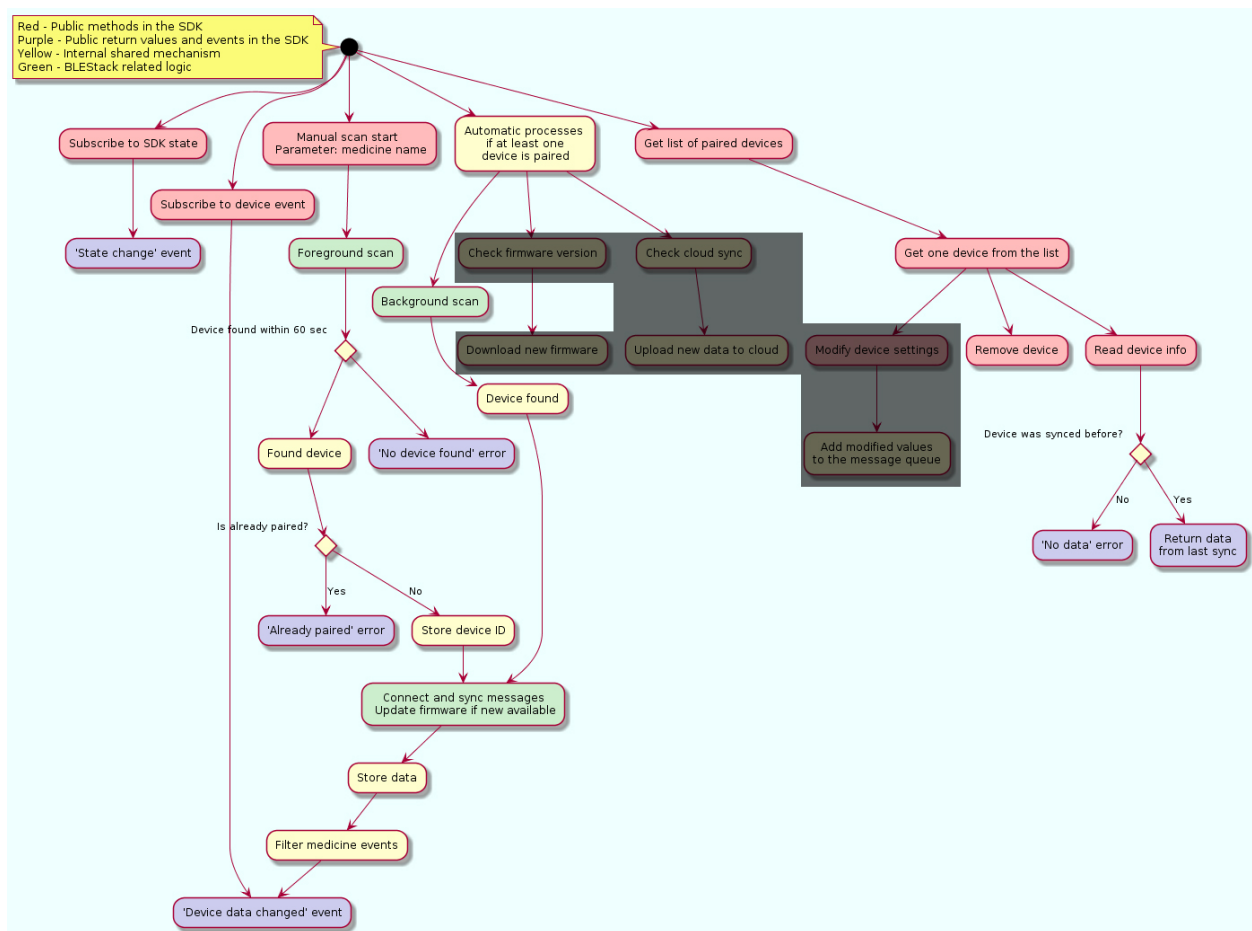 Red - Public methods in the SDK
Purple - Public return values and events in the SDK
Yellow - Internal shared mechanism
Green - BLEStack related logic
Subscribe to SDK state
Manual scan start
Parameter: medicine name
Automatic processes
if at least one
device is paired
Get list of paired devices
Subscribe to device event
'State change' event
Foreground scan
Check firmware version
Check cloud sync
Get one device from the list
Background scan
Device found within 60 sec
Download new firmware
Upload new data to cloud
Modify device settings
Remove device
Read device info
Device found
Found device
'No device found' error
Add modified values
to the message queue
Device was synced before?
No
Yes
Is already paired?
'No data' error
Return data
from last sync
Yes
No
'Already paired' error
Store device ID
Connect and sync messages
Update firmware if new available
Store data
Filter medicine events
'Device data changed' event